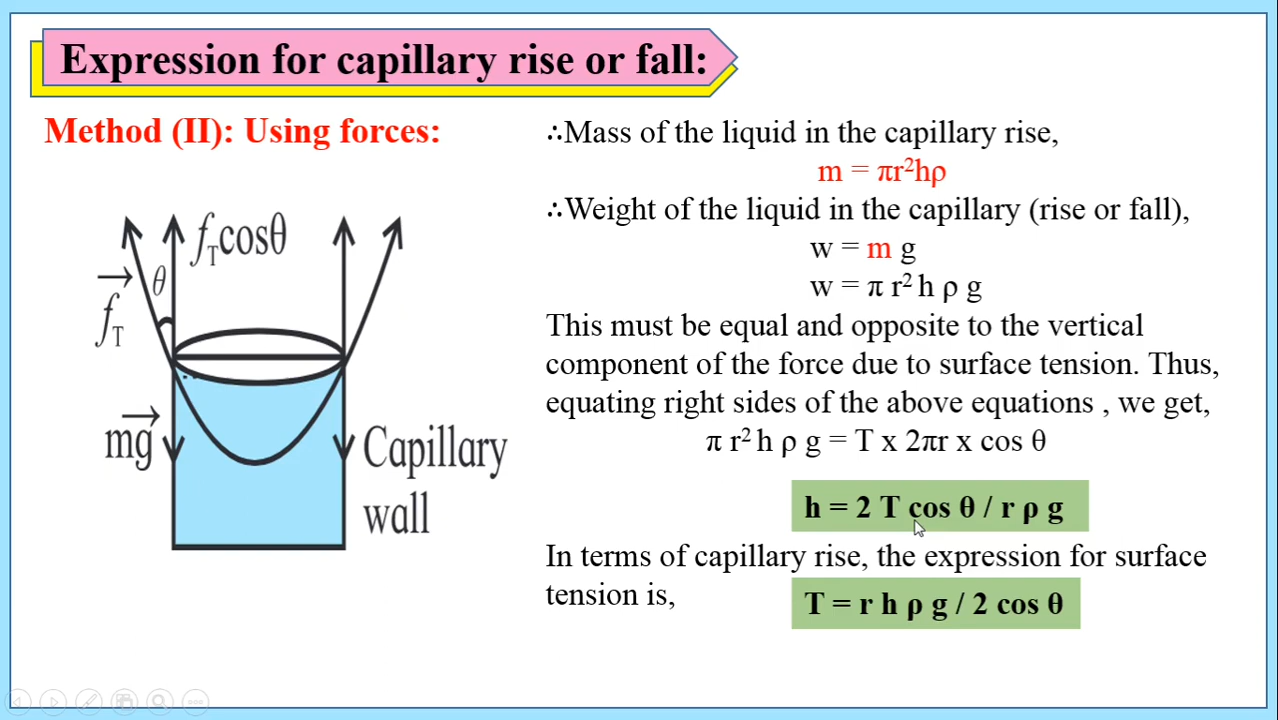 Expression for capillary rise or fall:
Method (II): Using forces:
f_T cosθ
θ
f_T
mg
Capillary
wall
∴Mass of the liquid in the capillary rise,
m = πr²hρ
∴Weight of the liquid in the capillary (rise or fall),
w = m g
w = π r² h ρ g
This must be equal and opposite to the vertical
component of the force due to surface tension. Thus,
equating right sides of the above equations , we get,
π r² h ρ g = T x 2πr x cos θ
h = 2 T cos θ / r ρ g
In terms of capillary rise, the expression for surface
tension is,
T = r h ρ g / 2 cos θ